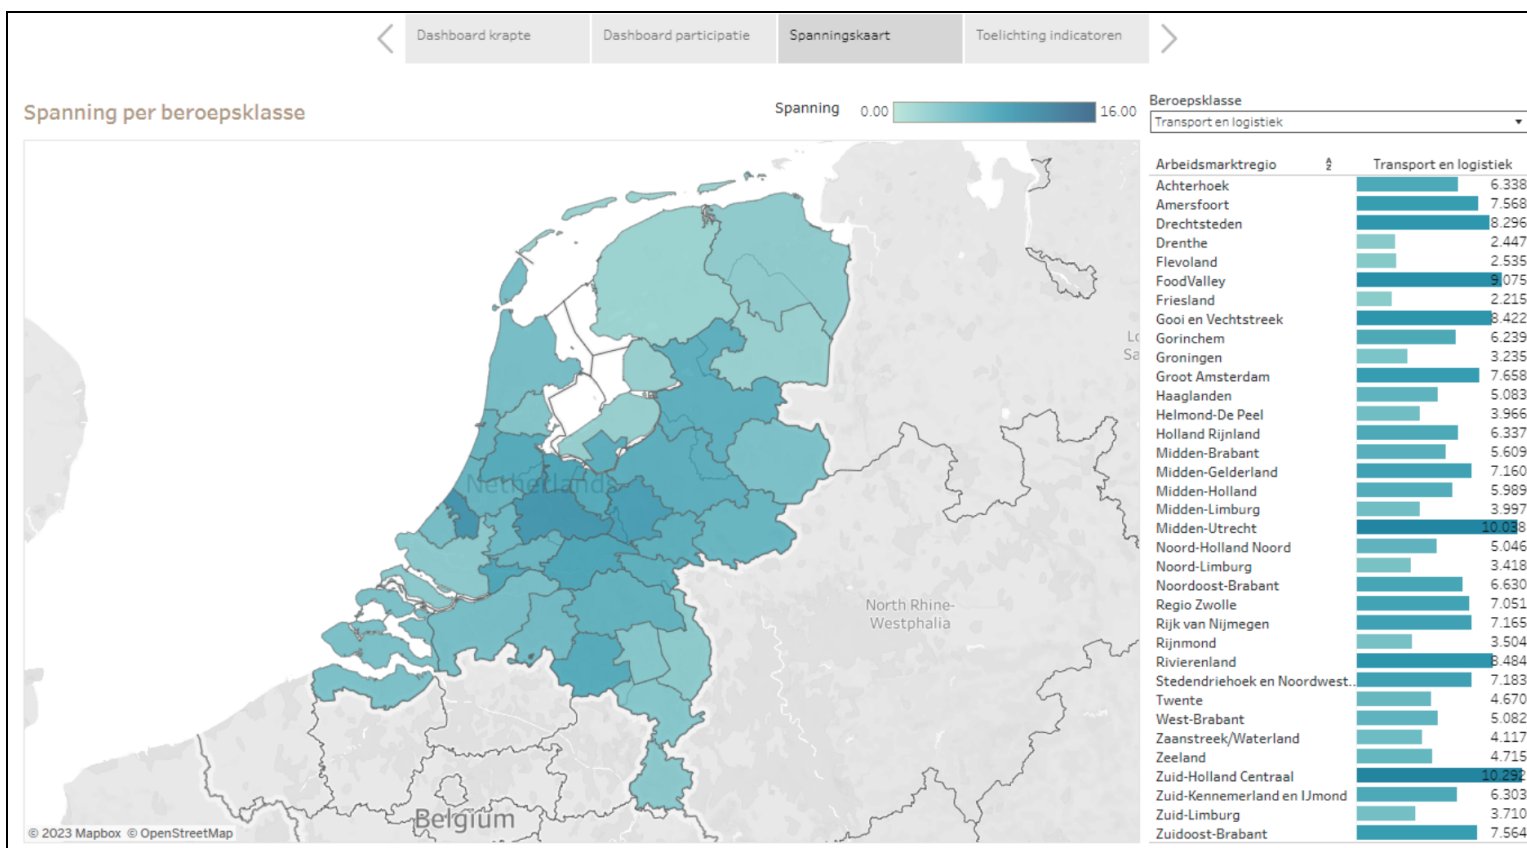 Dashboard krapte
Dashboard participatie
Spanningskaart
Toelichting indicatoren
Spanning per beroepsklasse
Spanning 0.00 16.00
Beroepsklasse
Transport en logistiek
Arbeidsmarktregio Transport en logistiek
Achterhoek 6.338
Amersfoort 7.568
Drechtsteden 8.296
Drenthe 2.447
Flevoland 2.535
FoodValley 9.075
Friesland 2.215
Gooi en Vechtstreek 8.422
Gorinchem 6.239
Groningen 3.235
Groot Amsterdam 7.658
Haaglanden 5.083
Helmond-De Peel 3.966
Holland Rijnland 6.337
Midden-Brabant 5.609
Midden-Gelderland 7.160
Midden-Holland 5.989
Midden-Limburg 3.997
Midden-Utrecht 10.038
Noord-Holland Noord 5.046
Noord-Limburg 3.418
Noordoost-Brabant 6.630
Regio Zwolle 7.051
Rijk van Nijmegen 7.165
Rijnmond 3.504
Rivierenland 8.484
Stedendriehoek en Noordwest.. 7.183
Twente 4.670
West-Brabant 5.082
Zaanstreek/Waterland 4.117
Zeeland 4.715
Zuid-Holland Centraal 10.292
Zuid-Kennemerland en IJmond 6.303
Zuid-Limburg 3.710
Zuidoost-Brabant 7.564
Netherlands
North Rhine-
Westphalia
Belgium
© 2023 Mapbox © OpenStreetMap